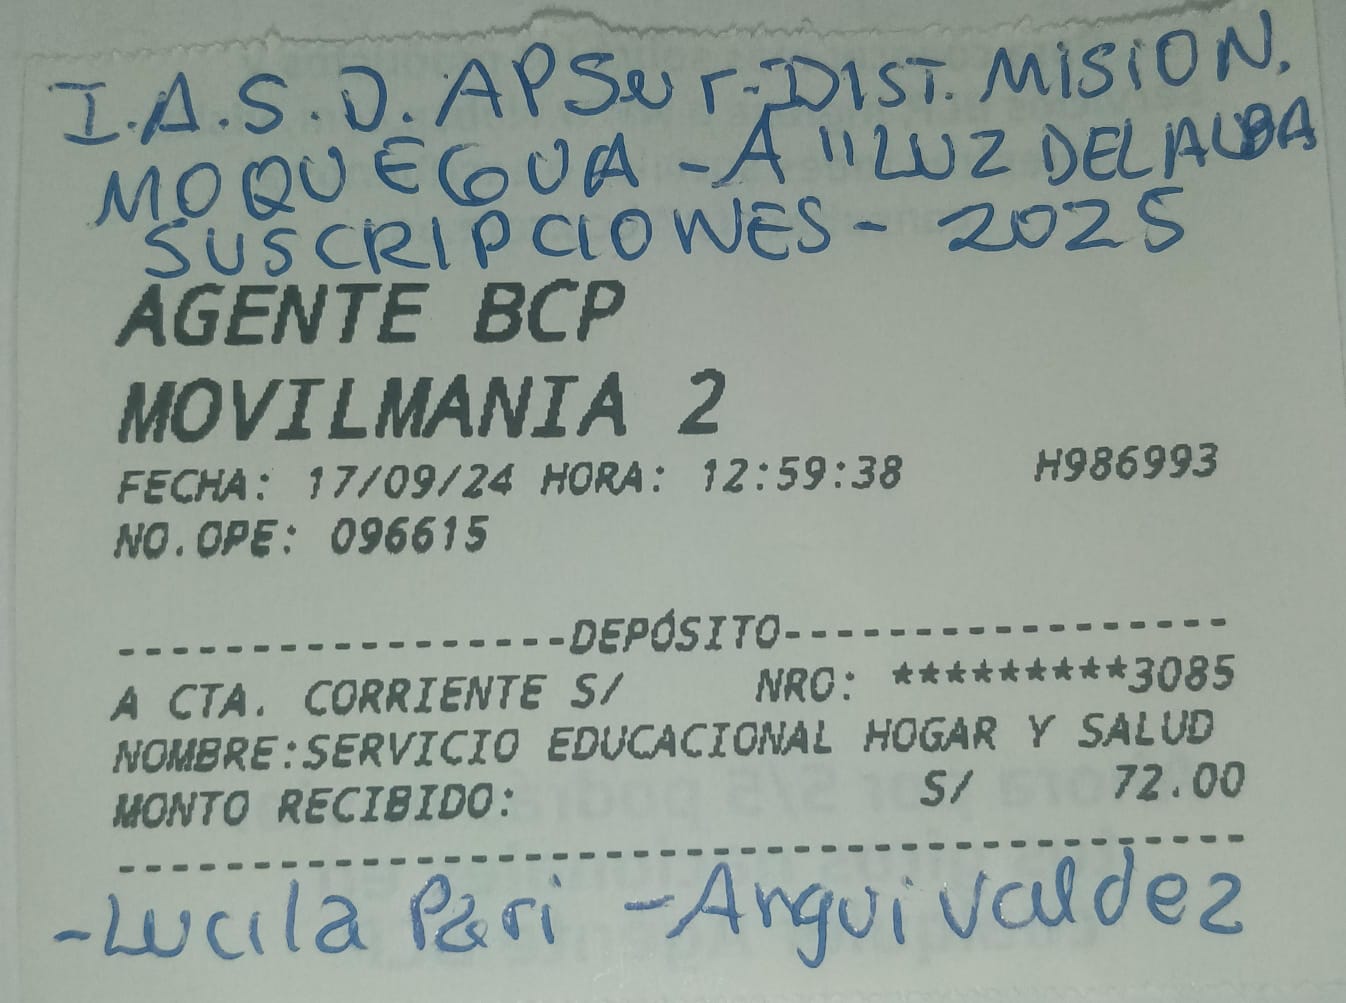 I.A.S.D. APSur-DIST. MISION.
MOQUEGUA - A "LUZ DEL ALBA
SUSCRIPCIONES - 2025
AGENTE BCP
MOVILMANIA 2
FECHA: 17/09/24 HORA: 12:59:38 H986993
NO.OPE: 096615
-----------------DEPÓSITO-----------------
A CTA. CORRIENTE S/ NRO: *********3085
NOMBRE:SERVICIO EDUCACIONAL HOGAR Y SALUD
MONTO RECIBIDO: S/ 72.00
------------------------------------------
-Lucila Pari - Angui Valdez